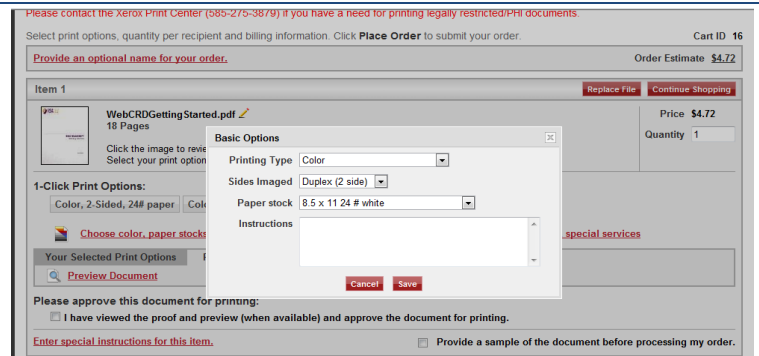 Please contact the Xerox Print Center (585-275-3879) if you have a need for printing legally restricted/PHI documents.
Select print options, quantity per recipient and billing information. Click Place Order to submit your order.
Cart ID 16
Provide an optional name for your order.
Order Estimate $4.72
Item 1
Replace File
Continue Shopping
WebCRDGettingStarted.pdf
18 Pages
Price $4.72
Quantity 1
Click the image to
Select your print
Basic Options
Printing Type Color
Sides Imaged Duplex (2 side)
Paper stock 8.5 x 11 24 # white
Instructions
Cancel Save
1-Click Print Options:
Color, 2-Sided, 24# paper
Choose color, paper stocks
special services
Your Selected Print Options
Preview Document
Please approve this document for printing:
I have viewed the proof and preview (when available) and approve the document for printing.
Enter special instructions for this item.
Provide a sample of the document before processing my order.